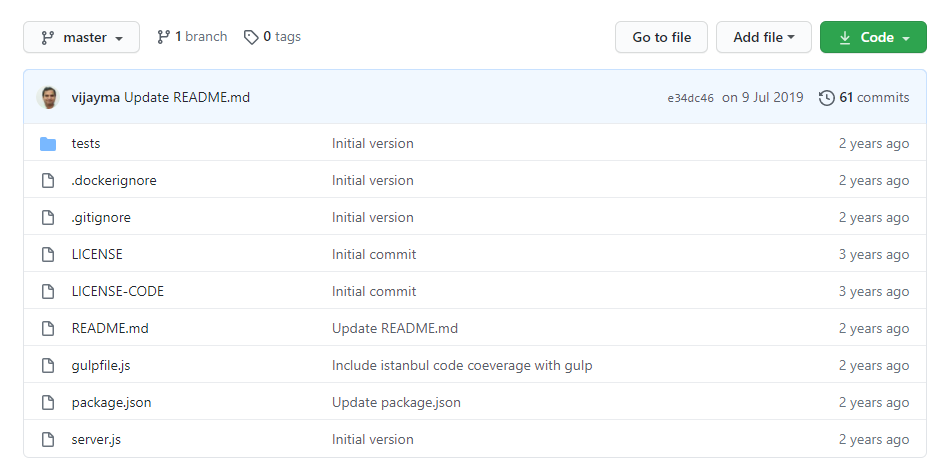 master 1 branch 0 tags Go to file Add file Code
vijayma Update README.md e34dc46 on 9 Jul 2019 61 commits
tests Initial version 2 years ago
.dockerignore Initial version 2 years ago
.gitignore Initial version 2 years ago
LICENSE Initial commit 3 years ago
LICENSE-CODE Initial commit 3 years ago
README.md Update README.md 2 years ago
gulpfile.js Include istanbul code coeverage with gulp 2 years ago
package.json Update package.json 2 years ago
server.js Initial version 2 years ago